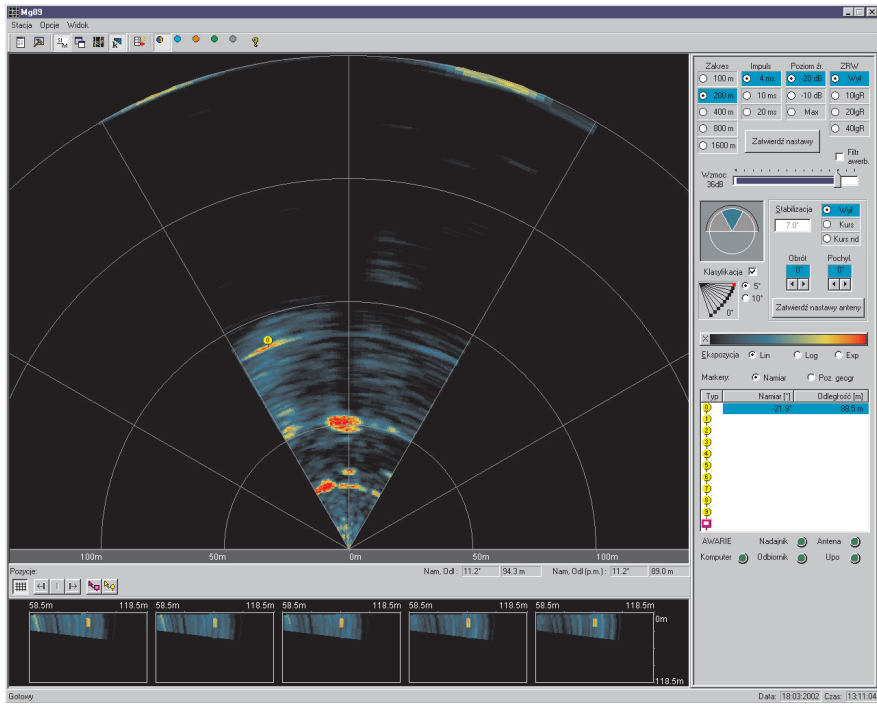 Mg89
Stacja Opcje Widok
Zakres Impuls Poziom źr. ZRW
100 m 4 ms -20 dB Wył
200 m 10 ms -10 dB 10lgR
400 m 20 ms Max 20lgR
800 m 40lgR
1600 m Zatwierdź nastawy
Filtr awerb.
Wzmoc
36dB
Stabilizacja Wył
7.0° Kurs
Kurs rid
Obrót Pochyl.
0° 0°
Klasyfikacja
5°
10°
0°
Zatwierdź nastawy anteny
Ekspozycja Lin Log Exp
Markery: Namiar Poz. geogr
Typ Namiar [°] Odległość [m]
0 -21.9° 88.5 m
1
2
3
4
5
6
7
8
9
AWARIE Nadajnik Antena
Komputer Odbiornik Upo
0
100m 50m 0m 50m 100m
Pozycje: Nam, Odl : 11.2° 94.3 m Nam, Odl (p.m.) : 11.2° 89.0 m
58.5m 118.5m 58.5m 118.5m 58.5m 118.5m 58.5m 118.5m 58.5m 118.5m
0m
118.5m
Gotowy Data: 18:03:2002 Czas: 13:11:04